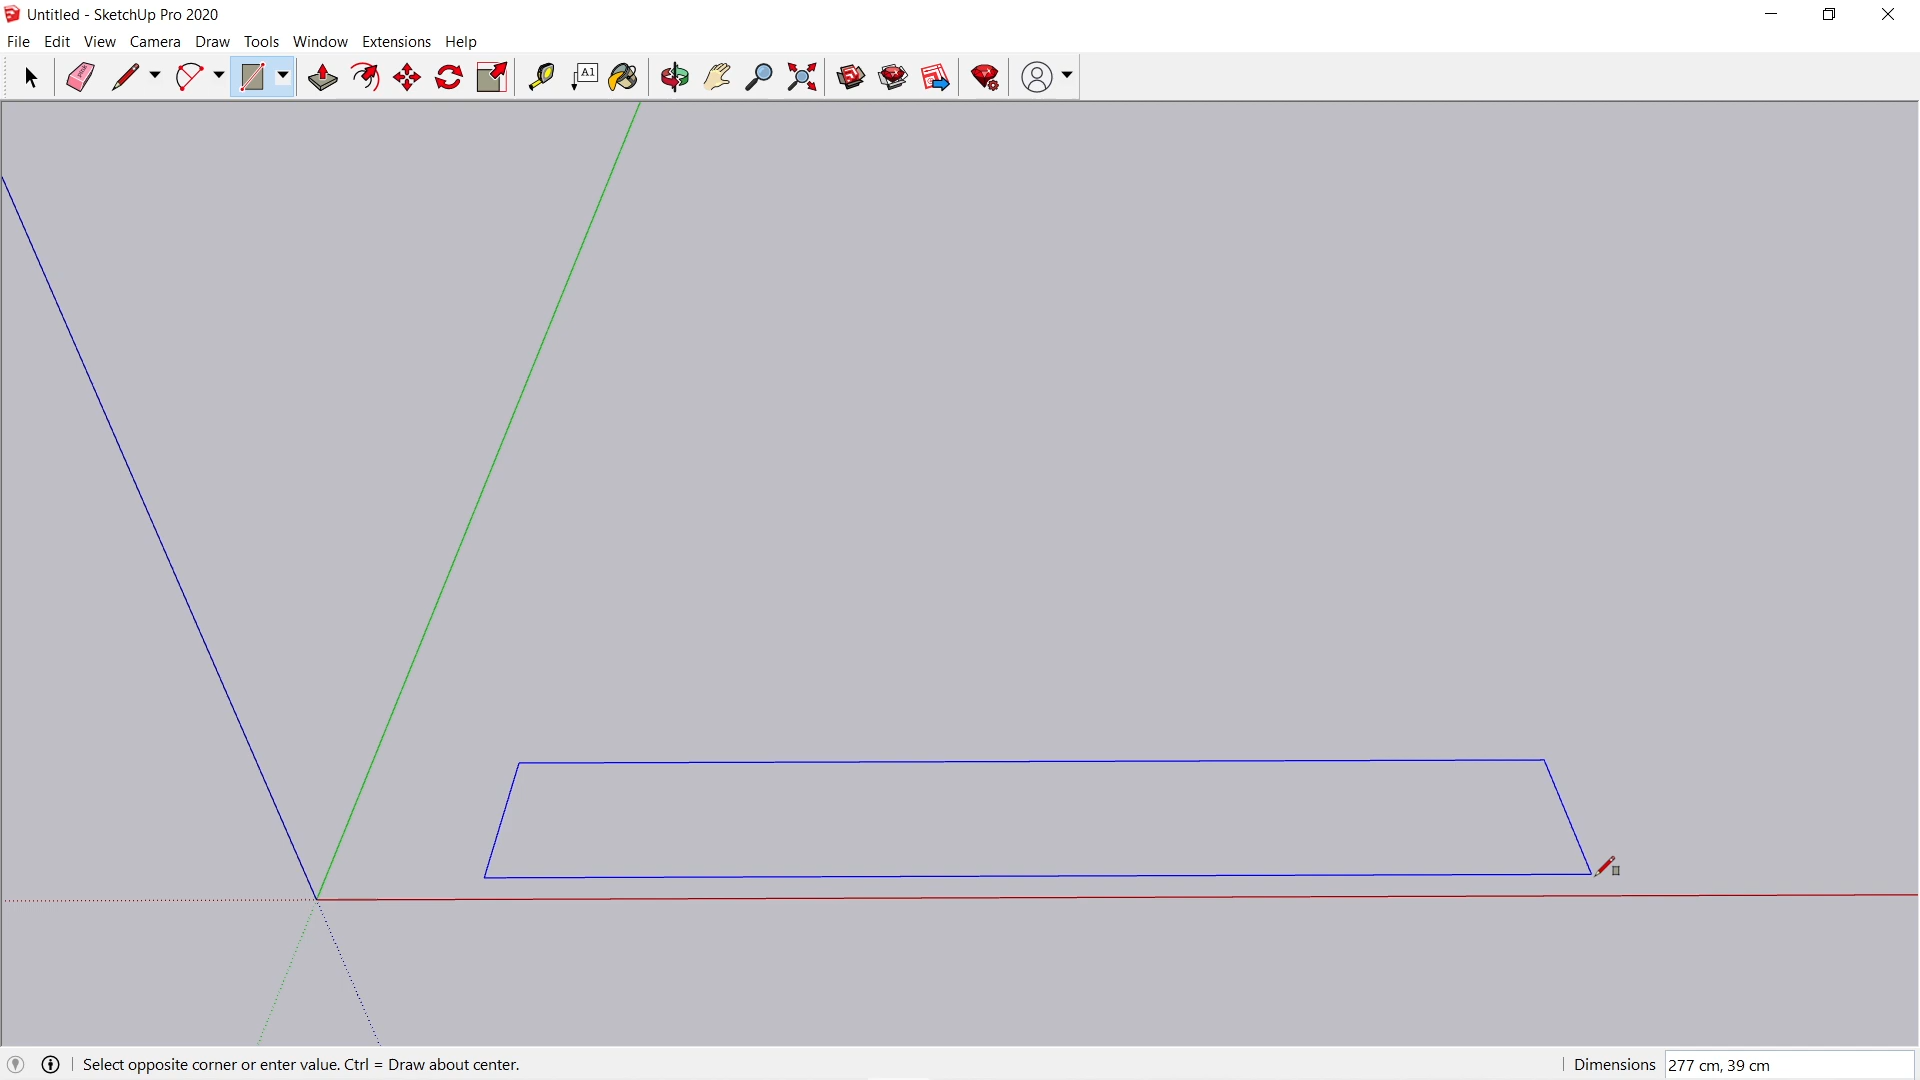 Untitled - SketchUp Pro 2020
File Edit View Camera Draw Tools Window Extensions Help
A1
Select opposite corner or enter value. Ctrl = Draw about center. Dimensions 277 cm, 39 cm